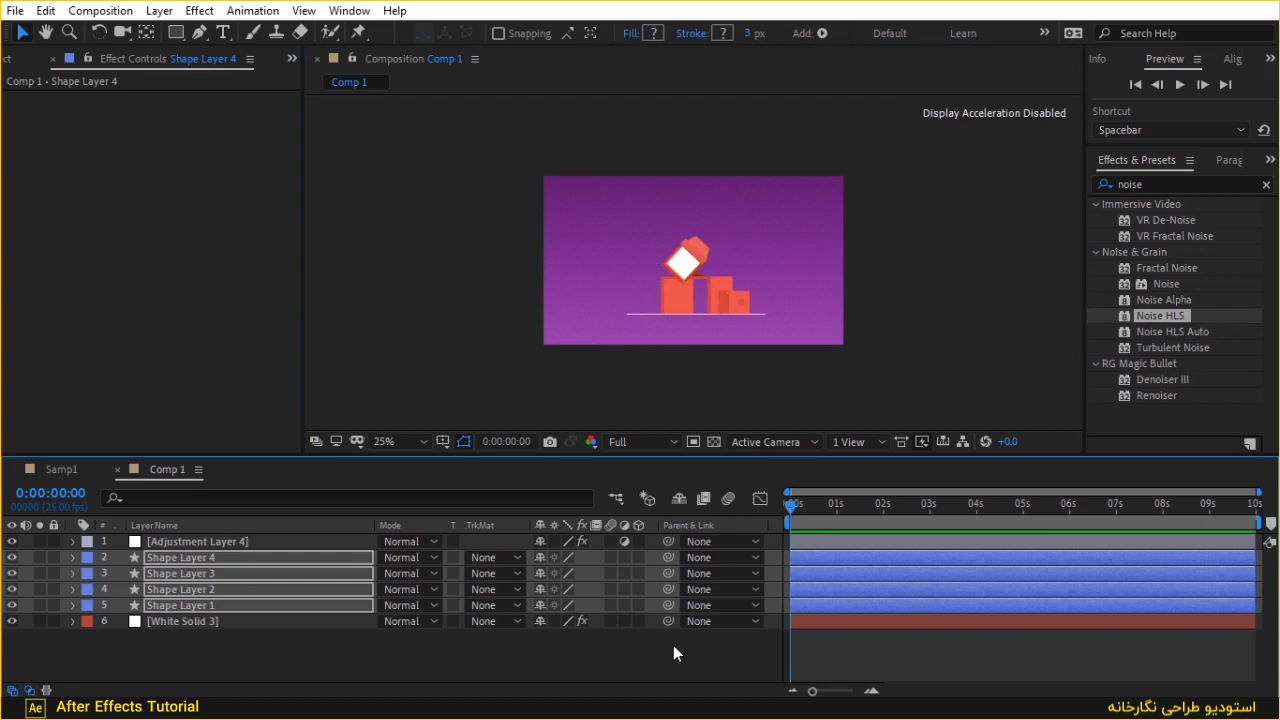 File Edit Composition Layer Effect Animation View Window Help
Snapping Fill: ? Stroke: ? 3 px Add: Default Learn Search Help
ct Effect Controls Shape Layer 4
Comp 1 • Shape Layer 4
Composition Comp 1
Comp 1
Display Acceleration Disabled
25% 0:00:00:00 Full Active Camera 1 View +0.0
Info Preview Alig
Shortcut
Spacebar
Effects & Presets Parag
noise
Immersive Video
VR De-Noise
VR Fractal Noise
Noise & Grain
Fractal Noise
Noise
Noise Alpha
Noise HLS
Noise HLS Auto
Turbulent Noise
RG Magic Bullet
Denoiser III
Renoiser
Samp1 Comp 1
0:00:00:00
00000 (25.00 fps)
# Layer Name Mode T .TrkMat Parent & Link
1 [Adjustment Layer 4] Normal None
2 Shape Layer 4 Normal None None
3 Shape Layer 3 Normal None None
4 Shape Layer 2 Normal None None
5 Shape Layer 1 Normal None None
6 [White Solid 3] Normal None None
00s 01s 02s 03s 04s 05s 06s 07s 08s 09s 10s
Ae After Effects Tutorial
استودیو طراحی نگارخانه